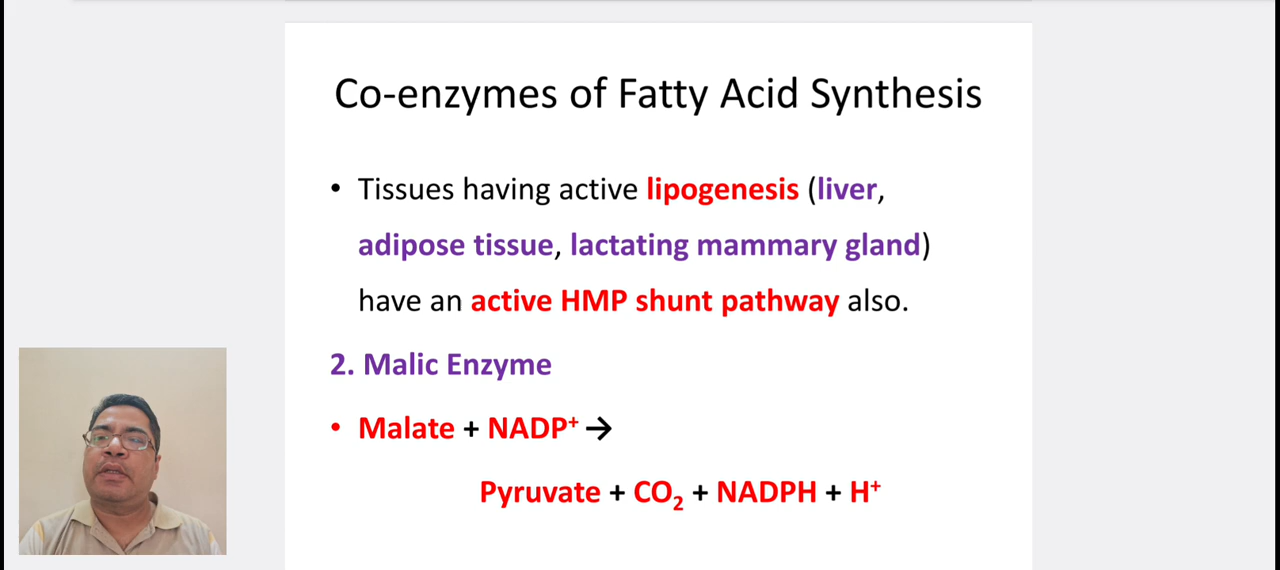 Co-enzymes of Fatty Acid Synthesis
• Tissues having active lipogenesis (liver,
adipose tissue, lactating mammary gland)
have an active HMP shunt pathway also.
2. Malic Enzyme
• Malate + NADP⁺ →
Pyruvate + CO₂ + NADPH + H⁺